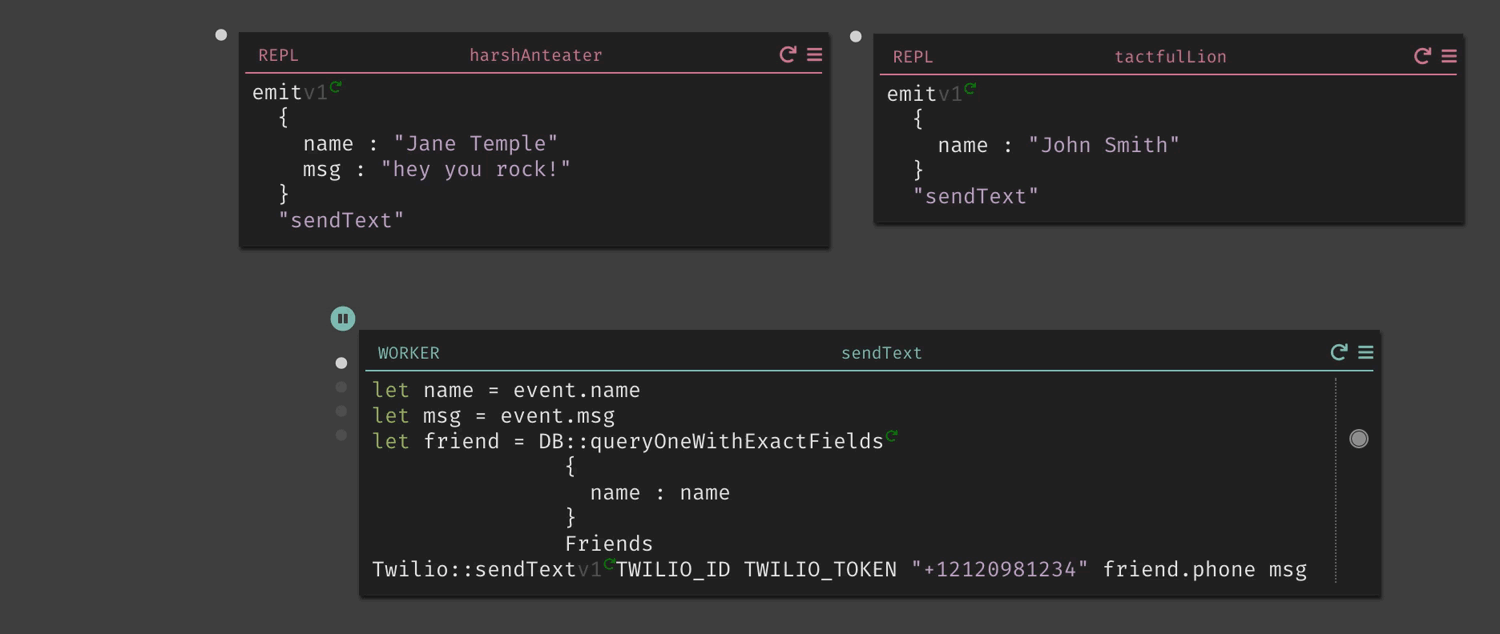 REPL harshAnteater
emitv1
{
name : "Jane Temple"
msg : "hey you rock!"
}
"sendText"
REPL tactfulLion
emitv1
{
name : "John Smith"
}
"sendText"
WORKER sendText
let name = event.name
let msg = event.msg
let friend = DB::queryOneWithExactFields
{
name : name
}
Friends
Twilio::sendTextv1 TWILIO_ID TWILIO_TOKEN "+12120981234" friend.phone msg